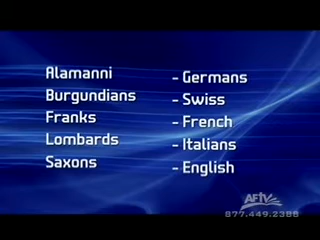 Alamanni - Germans
Burgundians - Swiss
Franks - French
Lombards - Italians
Saxons - English
AFtv
877.449.2388